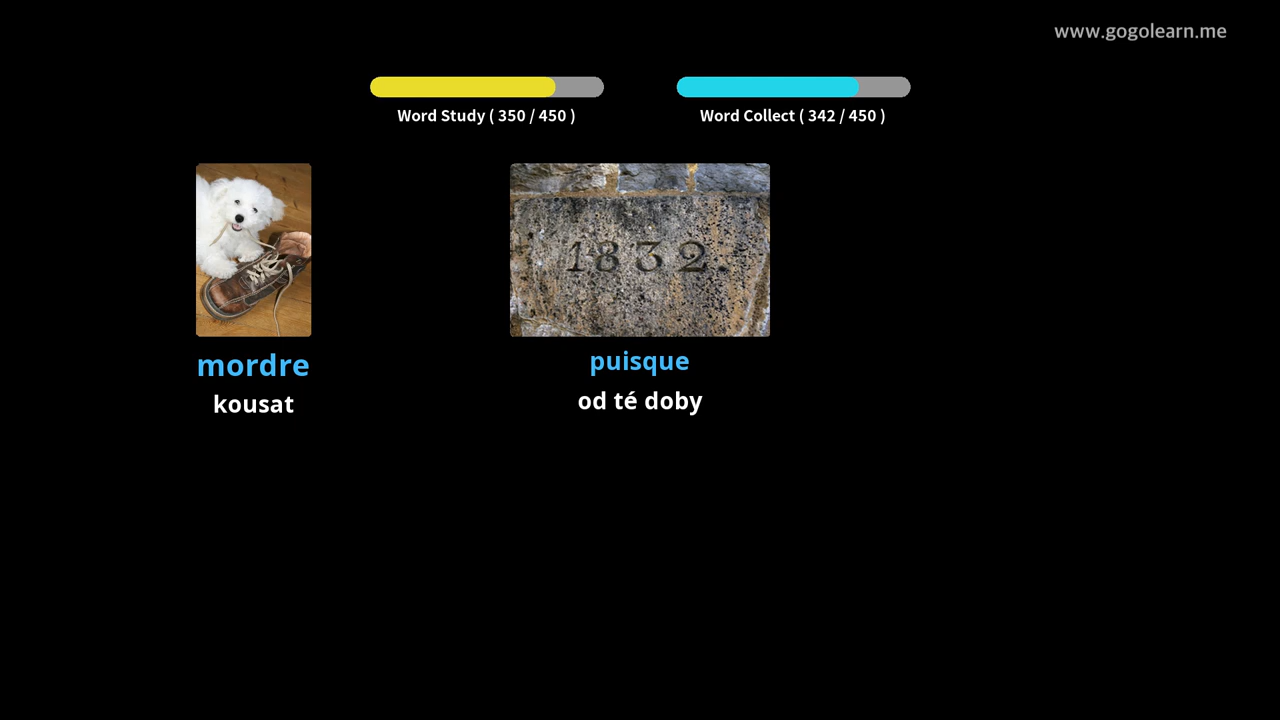 www.gogolearn.me
Word Study ( 350 / 450 )
Word Collect ( 342 / 450 )
1832.
mordre
kousat
puisque
od té doby